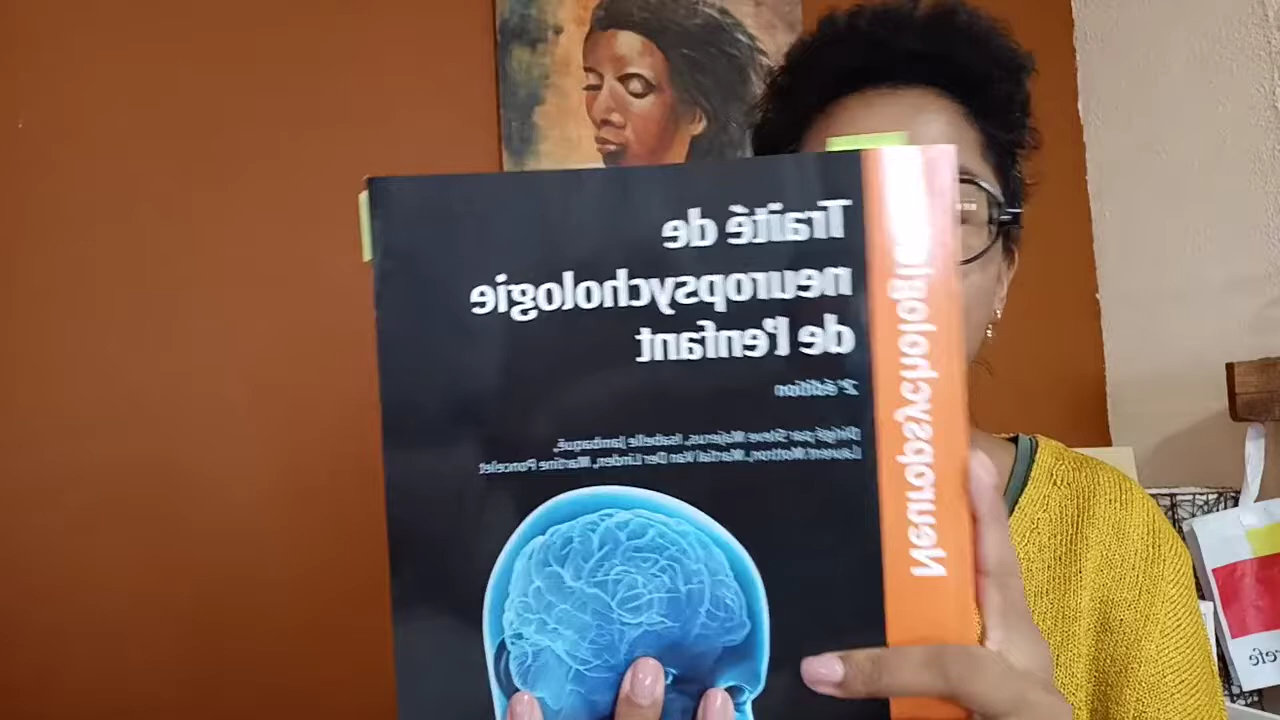 Traité de
neuropsychologie
de l'enfant
2e édition
Dirigé par Steve Majerus, Isabelle Jambaqué,
Laurent Mottron, Martial Van Der Linden, Martine Poncelet
Neuropsychologie